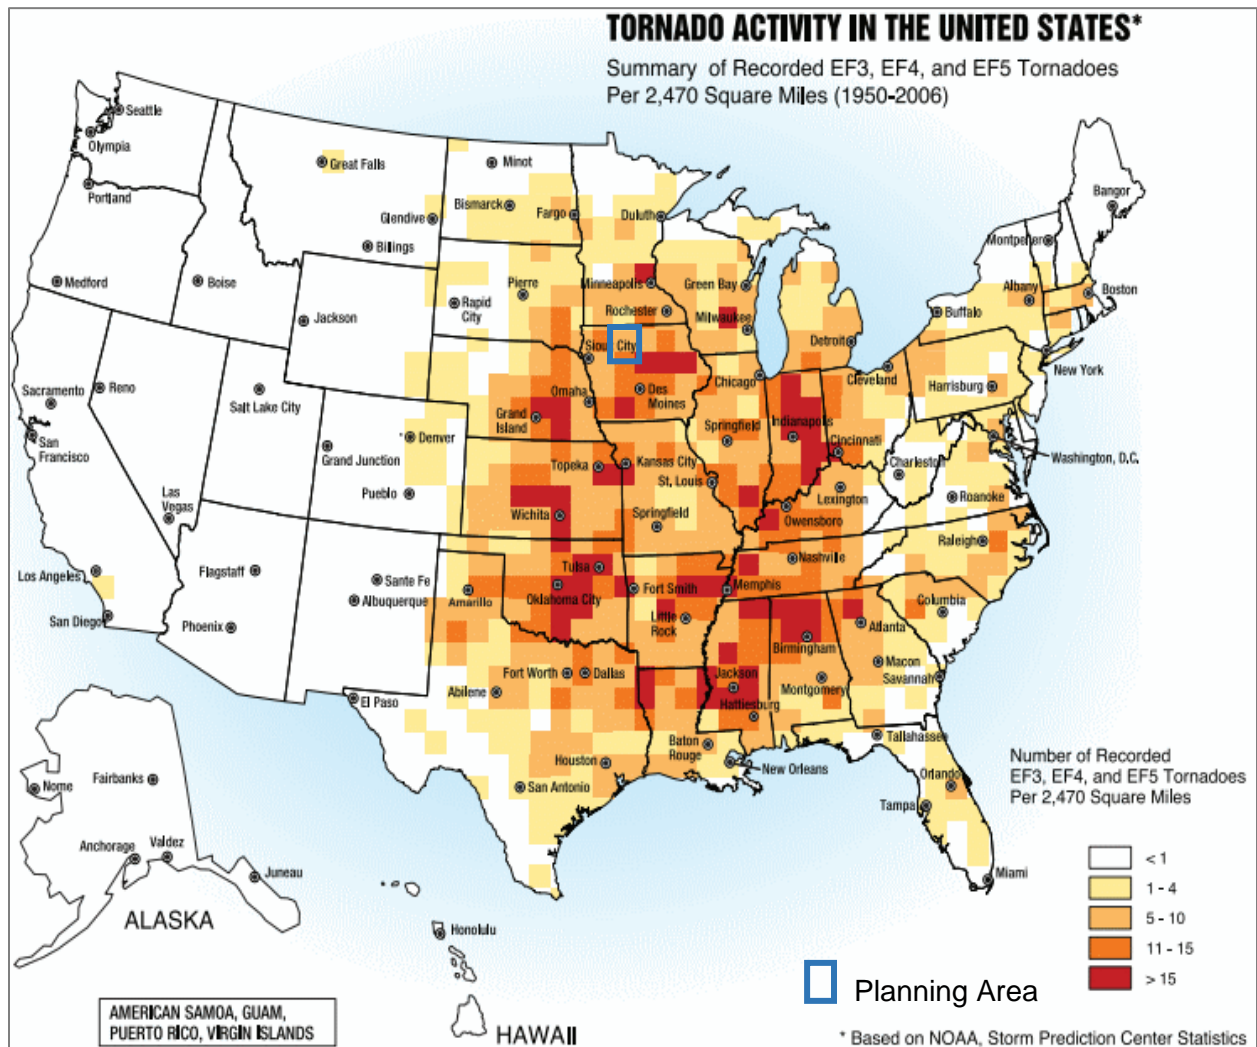 TORNADO ACTIVITY IN THE UNITED STATES*
Summary of Recorded EF3, EF4, and EF5 Tornadoes
Per 2,470 Square Miles (1950-2006)
Seattle
Olympia
Portland
Great Falls
Minot
Glendive
Bismarck
Fargo
Duluth
Billings
Bangor
Montpelier
Medford
Boise
Jackson
Rapid
City
Pierre
Minneapolis
Rochester
Green Bay
Milwaukee
Albany
Boston
Buffalo
Detroit
Sioux City
New York
Sacramento
Reno
Salt Lake City
Omaha
Des
Moines
Chicago
Cleveland
Harrisburg
San
Francisco
Grand Junction
Denver
Grand
Island
Springfield
Indianapolis
Cincinnati
Washington, D.C.
Las
Vegas
Pueblo
Topeka
Kansas City
St. Louis
Charleston
Lexington
Roanoke
Wichita
Springfield
Owensboro
Raleigh
Los Angeles
Flagstaff
Sante Fe
Albuquerque
Amarillo
Tulsa
Oklahoma City
Fort Smith
Memphis
Nashville
Columbia
San Diego
Phoenix
Little
Rock
Birmingham
Atlanta
El Paso
Abilene
Fort Worth
Dallas
Jackson
Hattiesburg
Montgomery
Macon
Savannah
Houston
San Antonio
Baton
Rouge
New Orleans
Tallahassee
Orlando
Tampa
Miami
Nome
Fairbanks
Anchorage
Valdez
Juneau
ALASKA
Honolulu
HAWAII
AMERICAN SAMOA, GUAM,
PUERTO RICO, VIRGIN ISLANDS
Number of Recorded
EF3, EF4, and EF5 Tornadoes
Per 2,470 Square Miles
< 1
1 - 4
5 - 10
11 - 15
> 15
Planning Area
* Based on NOAA, Storm Prediction Center Statistics